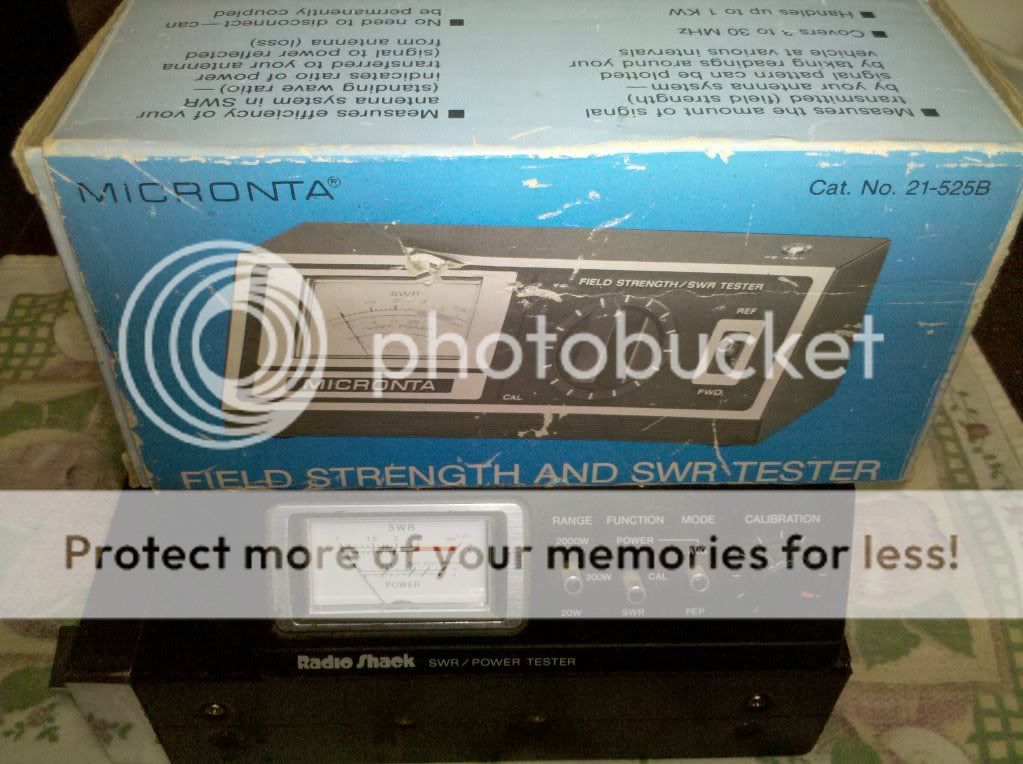 ■ Measures the amount of signal
transmitted (field strength)
by your antenna system —
signal pattern can be plotted
by taking readings around your
vehicle at various intervals
■ Covers 3 to 30 MHz
■ Handles up to 1 KW
■ Measures efficiency of your
antenna system in SWR
(standing wave ratio) —
indicates ratio of power
transferred to your antenna
(signal) to power reflected
from antenna (loss)
■ No need to disconnect — can
be permanently coupled
MICRONTA®
Cat. No. 21-525B
FIELD STRENGTH/SWR TESTER
SWR
REF
MICRONTA
CAL
FWD
photobucket
FIELD STRENGTH AND SWR TESTER
Protect more of your memories for less!
RANGE FUNCTION MODE CALIBRATION
2000W POWER AVG
200W CAL
20W SWR PEP
SWR
POWER
Radio Shack SWR/POWER TESTER